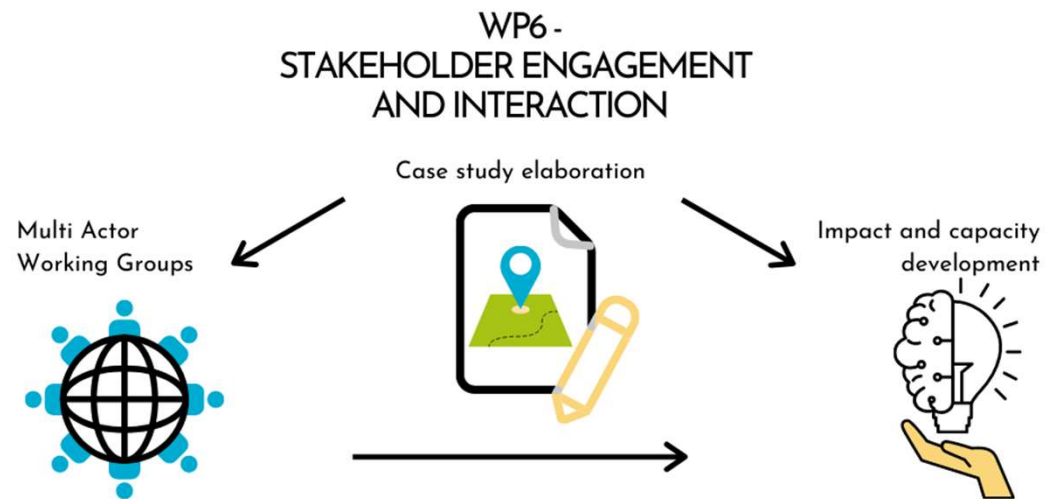 WP6 -
STAKEHOLDER ENGAGEMENT
AND INTERACTION
Case study elaboration
Multi Actor
Working Groups
Impact and capacity
development